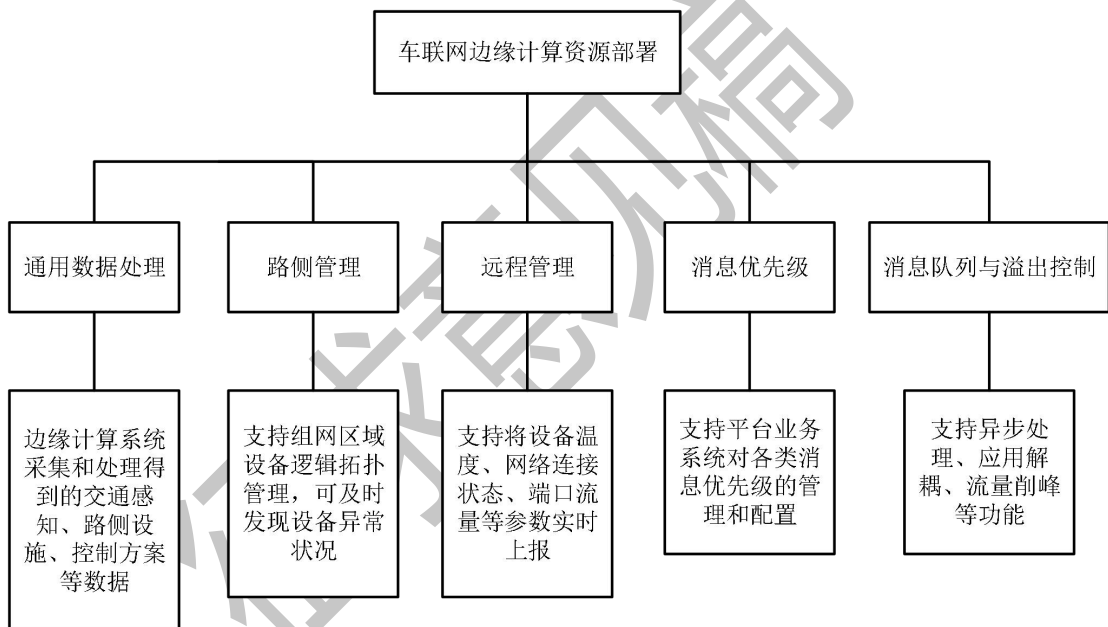 车联网边缘计算资源部署
通用数据处理
路侧管理
远程管理
消息优先级
消息队列与溢出控制
边缘计算系统
采集和处理得
到的交通感
知、路侧设
施、控制方案
等数据
支持组网区域
设备逻辑拓扑
管理，可及时
发现设备异常
状况
支持将设备温
度、网络连接
状态、端口流
量等参数实时
上报
支持平台业务
系统对各类消
息优先级的管
理和配置
支持异步处
理、应用解
耦、流量削峰
等功能
征求意见稿